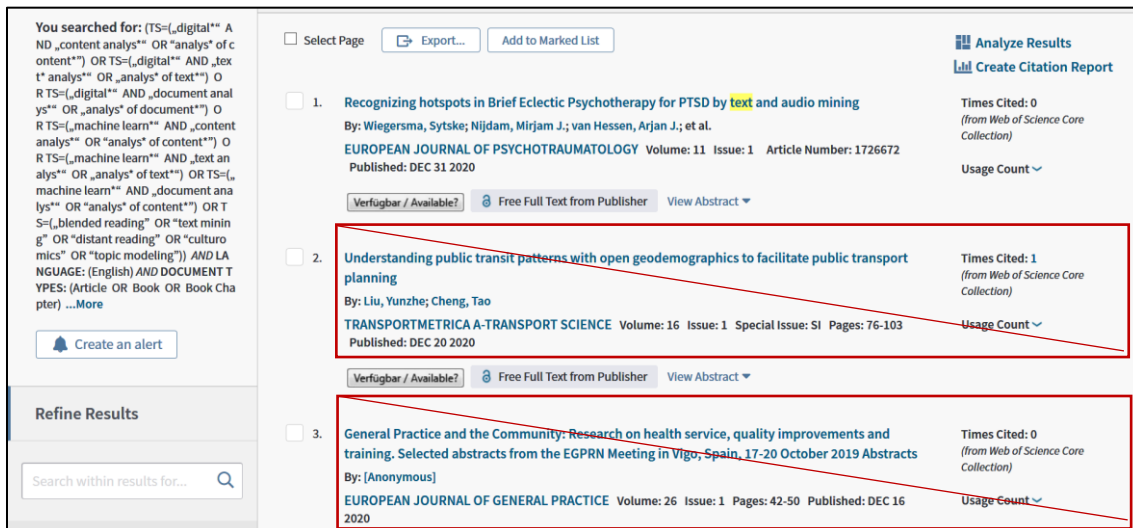 You searched for: (TS=(„digital*“ A
ND „content analys*“ OR “analys* of c
ontent*”) OR TS=(„digital*“ AND „tex
t* analys*“ OR „analys* of text*”) O
R TS=(„digital*“ AND „document anal
ys*“ OR „analys* of document*”) O
R TS=(„machine learn*“ AND „content
analys*“ OR “analys* of content*”) O
R TS=(„machine learn*“ AND „text an
alys*“ OR „analys* of text*”) OR TS=(„
machine learn*“ AND „document ana
lys*“ OR “analys* of content*”) OR T
S=(„blended reading” OR “text minin
g” OR “distant reading” OR “culturo
mics” OR “topic modeling”)) AND LA
NGUAGE: (English) AND DOCUMENT T
YPES: (Article OR Book OR Book Cha
pter) ...More
Create an alert
Refine Results
Search within results for...
Select Page
Export...
Add to Marked List
Analyze Results
Create Citation Report
1.
Recognizing hotspots in Brief Eclectic Psychotherapy for PTSD by text and audio mining
By: Wiegersma, Sytske; Nijdam, Mirjam J.; van Hessen, Arjan J.; et al.
EUROPEAN JOURNAL OF PSYCHOTRAUMATOLOGY Volume: 11 Issue: 1 Article Number: 1726672
Published: DEC 31 2020
Verfügbar / Available?
Free Full Text from Publisher
View Abstract
Times Cited: 0
(from Web of Science Core
Collection)
Usage Count
2.
Understanding public transit patterns with open geodemographics to facilitate public transport
planning
By: Liu, Yunzhe; Cheng, Tao
TRANSPORTMETRICA A-TRANSPORT SCIENCE Volume: 16 Issue: 1 Special Issue: SI Pages: 76-103
Published: DEC 20 2020
Verfügbar / Available?
Free Full Text from Publisher
View Abstract
Times Cited: 1
(from Web of Science Core
Collection)
Usage Count
3.
General Practice and the Community: Research on health service, quality improvements and
training. Selected abstracts from the EGPRN Meeting in Vigo, Spain, 17-20 October 2019 Abstracts
By: [Anonymous]
EUROPEAN JOURNAL OF GENERAL PRACTICE Volume: 26 Issue: 1 Pages: 42-50 Published: DEC 16
2020
Times Cited: 0
(from Web of Science Core
Collection)
Usage Count